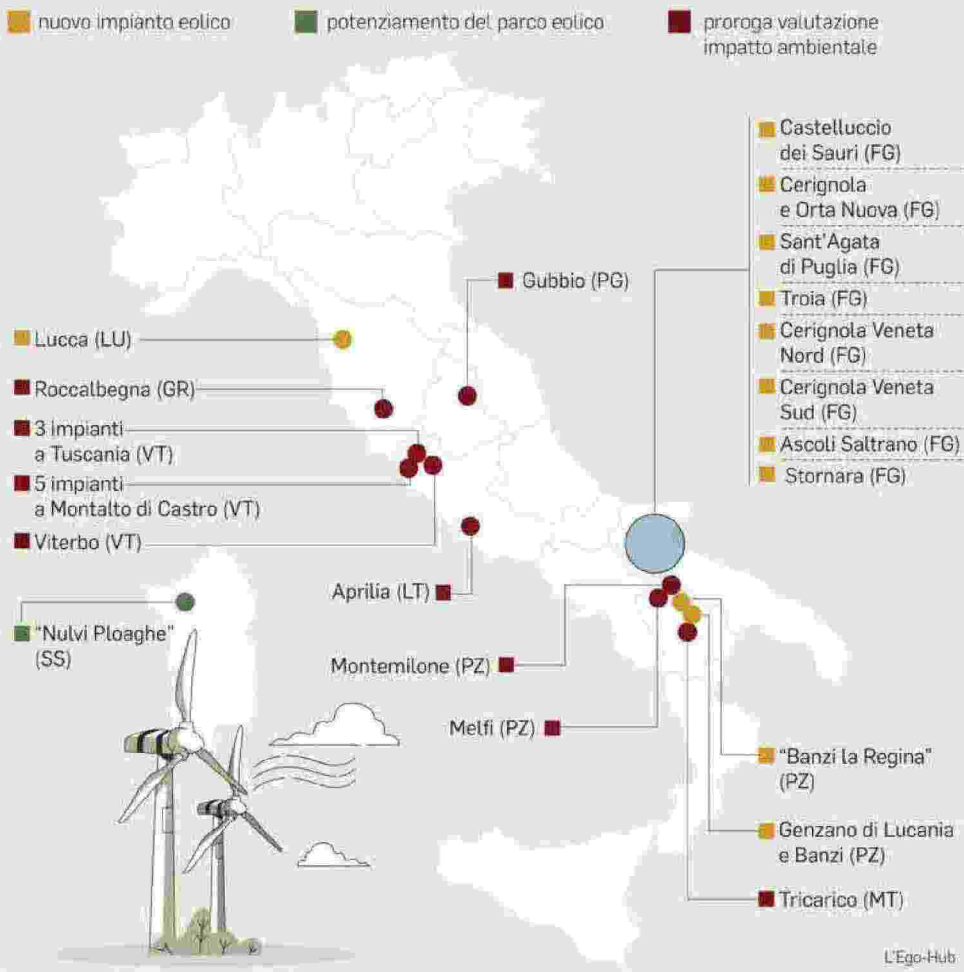 nuovo impianto eolico
potenziamento del parco eolico
proroga valutazione
impatto ambientale
Castelluccio
dei Sauri (FG)
Cerignola
e Orta Nuova (FG)
Sant'Agata
di Puglia (FG)
Troia (FG)
Cerignola Veneta
Nord (FG)
Cerignola Veneta
Sud (FG)
Ascoli Saltrano (FG)
Stornara (FG)
Gubbio (PG)
Lucca (LU)
Roccalbegna (GR)
3 impianti
a Tuscania (VT)
5 impianti
a Montalto di Castro (VT)
Viterbo (VT)
Aprilia (LT)
"Nulvi Ploaghe"
(SS)
Montemilone (PZ)
Melfi (PZ)
"Banzi la Regina"
(PZ)
Genzano di Lucania
e Banzi (PZ)
Tricarico (MT)
L'Ego-Hub